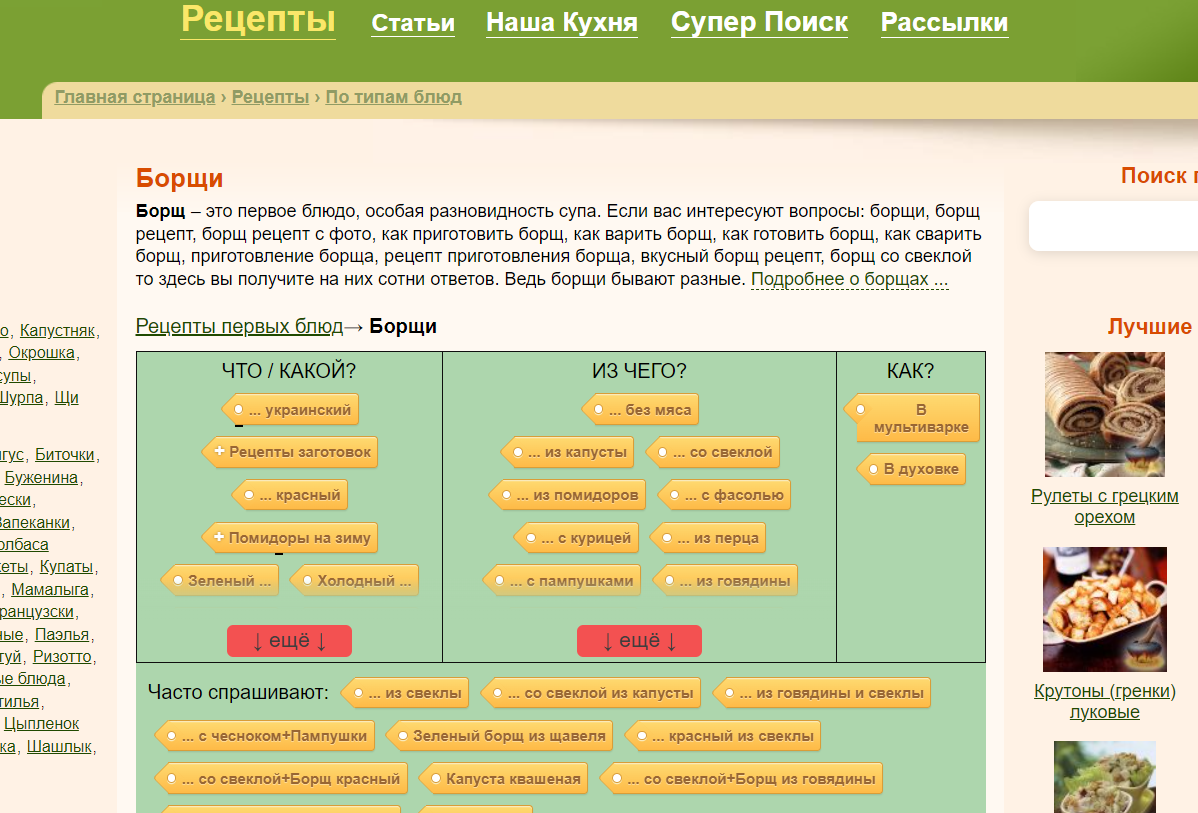 Рецепты Статьи Наша Кухня Супер Поиск Рассылки
Главная страница › Рецепты › По типам блюд
Борщи
Борщ – это первое блюдо, особая разновидность супа. Если вас интересуют вопросы: борщи, борщ
рецепт, борщ рецепт с фото, как приготовить борщ, как варить борщ, как готовить борщ, как сварить
борщ, приготовление борща, рецепт приготовления борща, вкусный борщ рецепт, борщ со свеклой
то здесь вы получите на них сотни ответов. Ведь борщи бывают разные. Подробнее о борщах ...
Рецепты первых блюд→ Борщи
ЧТО / КАКОЙ?
... украинский
+ Рецепты заготовок
... красный
+ Помидоры на зиму
Зеленый ... Холодный ...
↓ ещё ↓
ИЗ ЧЕГО?
... без мяса
... из капусты ... со свеклой
... из помидоров ... с фасолью
... с курицей ... из перца
... с пампушками ... из говядины
↓ ещё ↓
КАК?
В
мультиварке
В духовке
Часто спрашивают: ... из свеклы ... со свеклой из капусты ... из говядины и свеклы
... с чесноком+Пампушки Зеленый борщ из щавеля ... красный из свеклы
... со свеклой+Борщ красный Капуста квашеная ... со свеклой+Борщ из говядины
о, Капустняк,
, Окрошка,
супы,
Шурпа, Щи
гус, Биточки,
Буженина,
ески,
Запеканки,
олбаса
кеты, Купаты,
, Мамалыга,
ранцузски,
ные, Паэлья,
туй, Ризотто,
ые блюда,
тилья,
Цыпленок
ка, Шашлык,
Поиск
Лучшие
Рулеты с грецким
орехом
Крутоны (гренки)
луковые